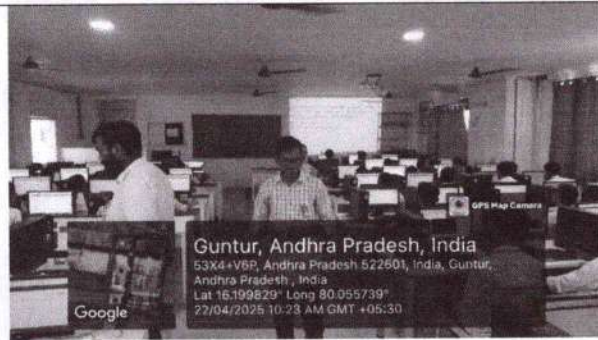 GPS Map Camera
Guntur, Andhra Pradesh, India
53X4+V6P, Andhra Pradesh 522601, India, Guntur,
Andhra Pradesh , India
Lat 16.199829° Long 80.055739°
22/04/2025 10:23 AM GMT +05:30
Google